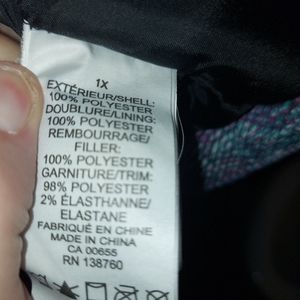 1X
EXTÉRIEUR/SHELL:
100% POLYESTER
DOUBLURE/LINING:
100% POLYESTER
REMBOURRAGE/
FILLER:
100% POLYESTER
GARNITURE/TRIM:
98% POLYESTER
2% ÉLASTHANNE/
ELASTANE
FABRIQUÉ EN CHINE
MADE IN CHINA
CA 00655
RN 138760